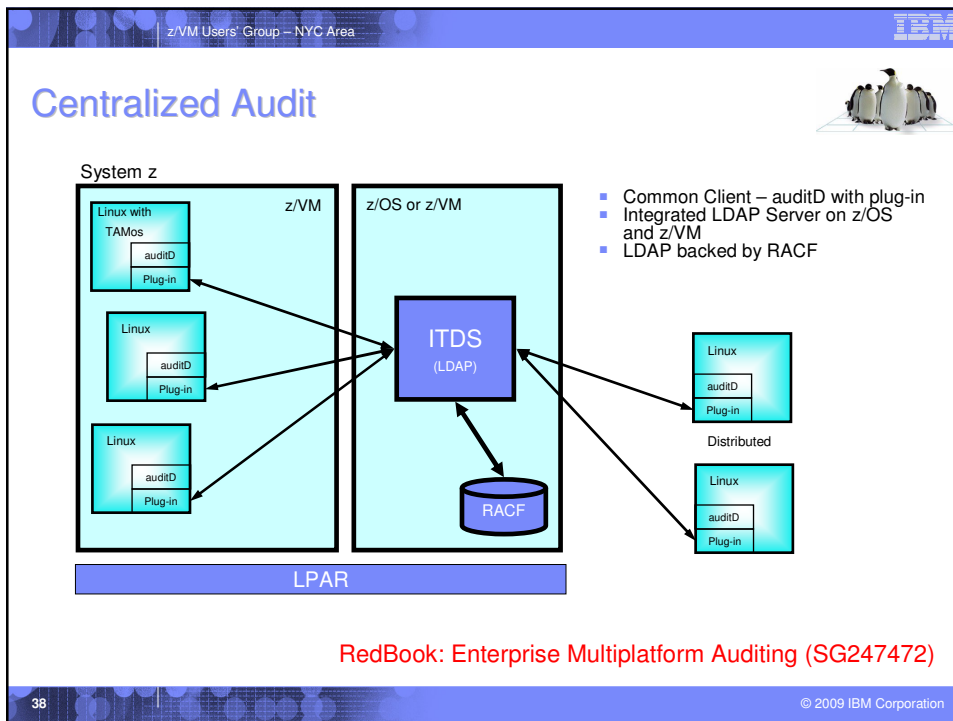 z/VM Users' Group – NYC Area
IBM
Centralized Audit
System z
Linux with
TAMos
auditD
Plug-in
z/VM
Linux
auditD
Plug-in
Linux
auditD
Plug-in
z/OS or z/VM
ITDS
(LDAP)
RACF
LPAR
Common Client – auditD with plug-in
Integrated LDAP Server on z/OS
and z/VM
LDAP backed by RACF
Linux
auditD
Plug-in
Distributed
Linux
auditD
Plug-in
RedBook: Enterprise Multiplatform Auditing (SG247472)
38
© 2009 IBM Corporation